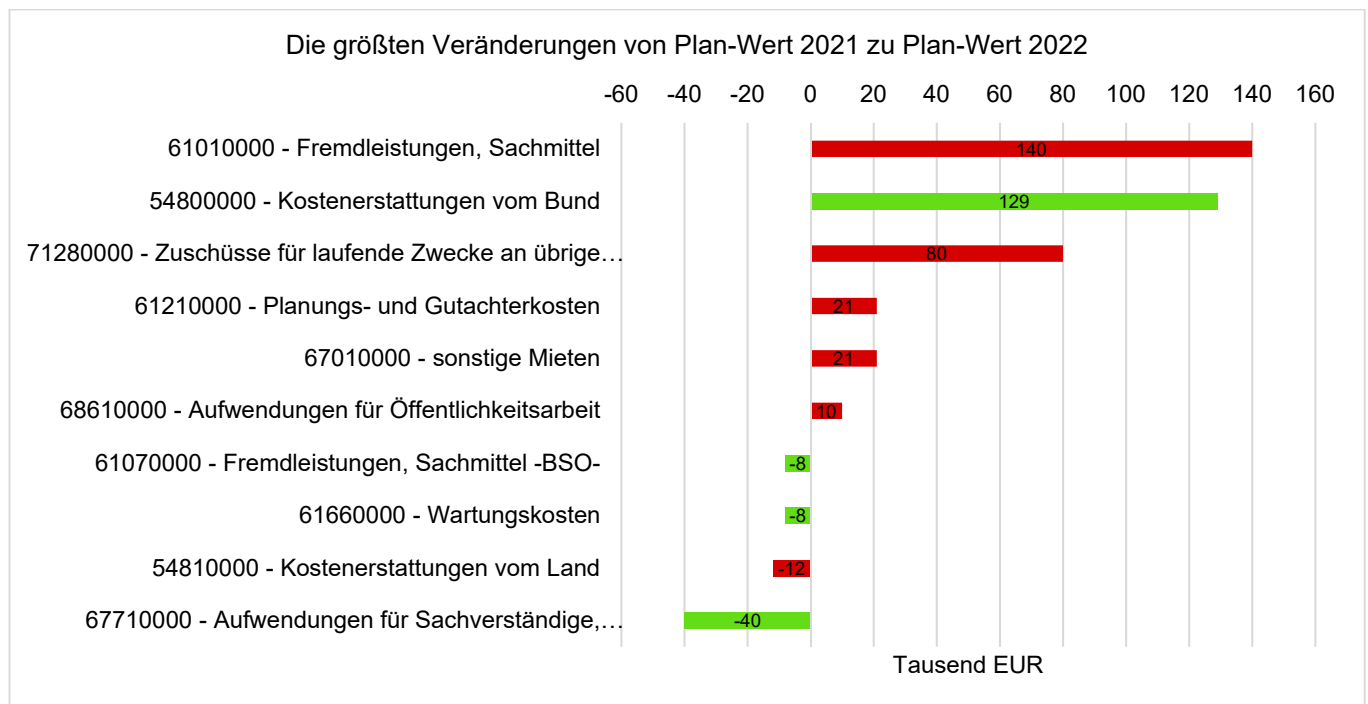 Die größten Veränderungen von Plan-Wert 2021 zu Plan-Wert 2022
-60 -40 -20 0 20 40 60 80 100 120 140 160
61010000 - Fremdleistungen, Sachmittel 140
54800000 - Kostenerstattungen vom Bund 129
71280000 - Zuschüsse für laufende Zwecke an übrige… 80
61210000 - Planungs- und Gutachterkosten 21
67010000 - sonstige Mieten 21
68610000 - Aufwendungen für Öffentlichkeitsarbeit 10
61070000 - Fremdleistungen, Sachmittel -BSO- -8
61660000 - Wartungskosten -8
54810000 - Kostenerstattungen vom Land -12
67710000 - Aufwendungen für Sachverständige,… -40
Tausend EUR